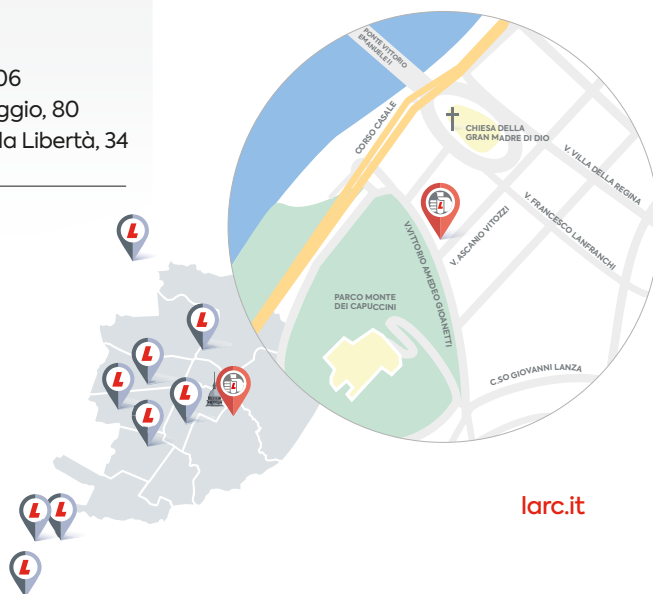 06
ggio, 80
la Libertà, 34
PONTE VITTORIO
EMANUELE II
CORSO CASALE
CHIESA DELLA
GRAN MADRE DI DIO
V. VILLA DELLA REGINA
V. FRANCESCO LANFRANCHI
V. ASCANIO VITOZZI
V.VITTORIO AMEDEO GIOANETTI
PARCO MONTE
DEI CAPUCCINI
C.SO GIOVANNI LANZA
L
L
L
L
L
L
L
L
L
L
L
larc.it